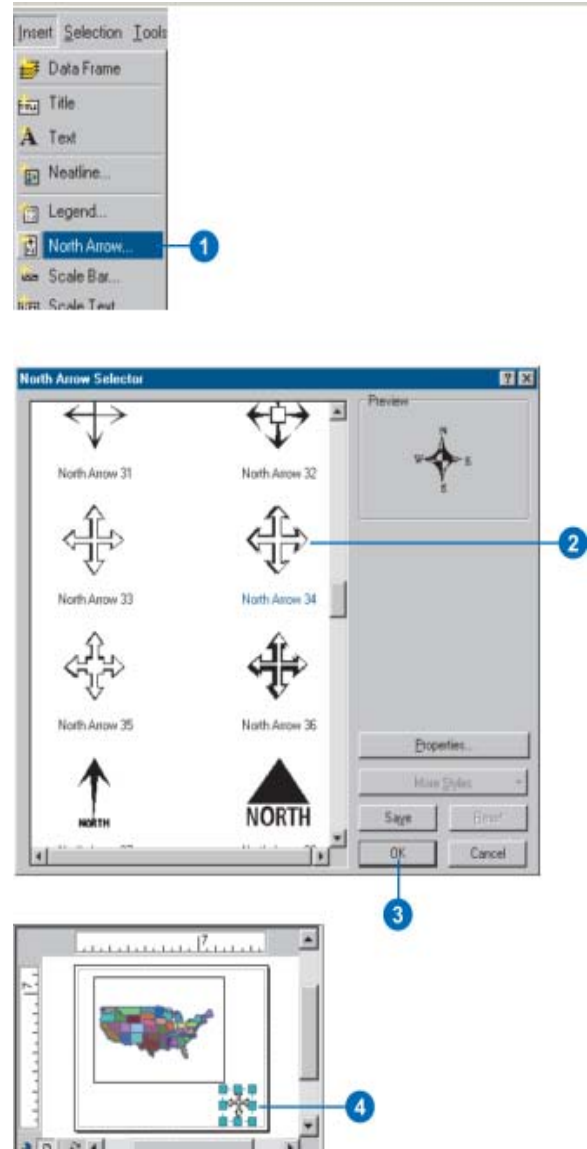 Insert Selection Tools
Data Frame
Title
A Text
Neatline...
Legend...
North Arrow...
1
Scale Bar...
Scale Text
North Arrow Selector
Preview
N
W E
S
North Arrow 31 North Arrow 32
2
North Arrow 33 North Arrow 34
North Arrow 35 North Arrow 36
Properties...
More Styles
NORTH NORTH
Save Reset
OK Cancel
3
7
7
4